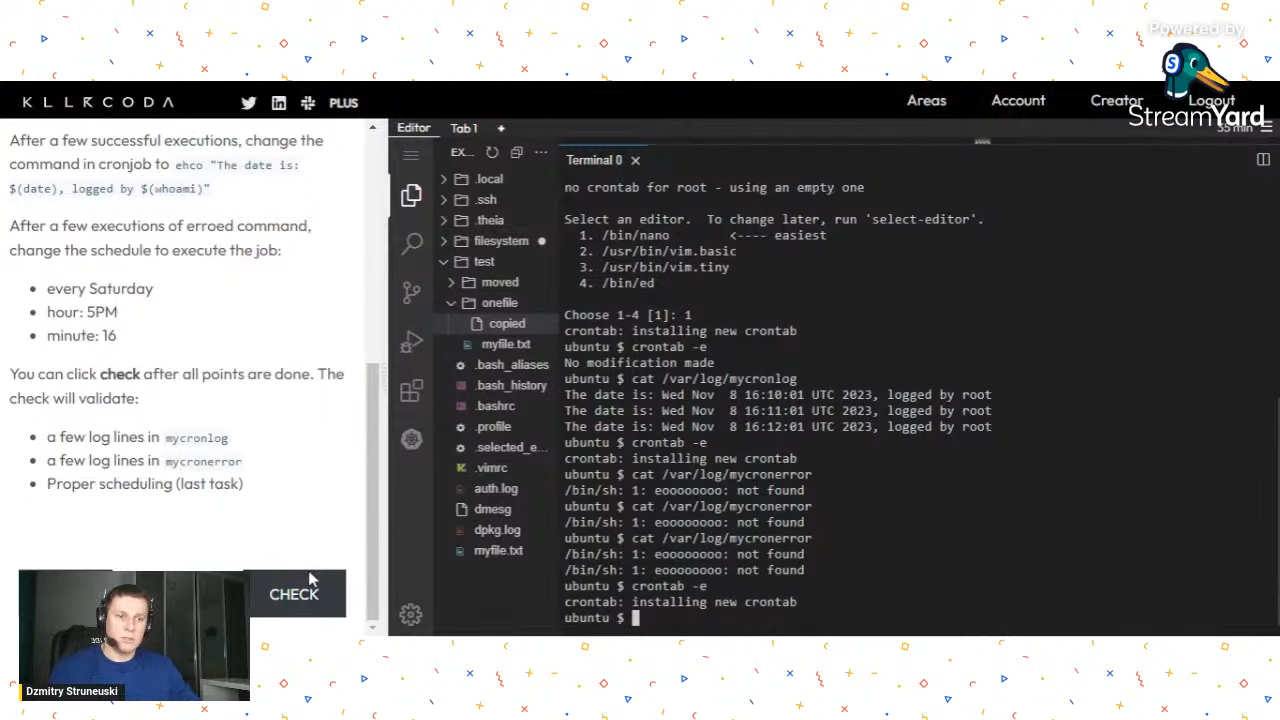 Powered by
StreamYard
KLLRCODA
PLUS
Areas
Account
Creator
Logout
After a few successful executions, change the
command in cronjob to ehco "The date is:
$(date), logged by $(whoami)"
After a few executions of erroed command,
change the schedule to execute the job:
every Saturday
hour: 5PM
minute: 16
You can click check after all points are done. The
check will validate:
a few log lines in mycronlog
a few log lines in mycronerror
Proper scheduling (last task)
CHECK
Dzmitry Struneuski
Editor
Tab 1
+
55 min
EX...
.local
.ssh
.theia
filesystem
test
moved
onefile
copied
myfile.txt
.bash_aliases
.bash_history
.bashrc
.profile
.selected_e...
.vimrc
auth.log
dmesg
dpkg.log
myfile.txt
Terminal 0
no crontab for root - using an empty one
Select an editor.  To change later, run 'select-editor'.
1. /bin/nano        <---- easiest
2. /usr/bin/vim.basic
3. /usr/bin/vim.tiny
4. /bin/ed
Choose 1-4 [1]: 1
crontab: installing new crontab
ubuntu $ crontab -e
No modification made
ubuntu $ cat /var/log/mycronlog
The date is: Wed Nov  8 16:10:01 UTC 2023, logged by root
The date is: Wed Nov  8 16:11:01 UTC 2023, logged by root
The date is: Wed Nov  8 16:12:01 UTC 2023, logged by root
ubuntu $ crontab -e
crontab: installing new crontab
ubuntu $ cat /var/log/mycronerror
/bin/sh: 1: eoooooooo: not found
ubuntu $ cat /var/log/mycronerror
/bin/sh: 1: eoooooooo: not found
ubuntu $ cat /var/log/mycronerror
/bin/sh: 1: eoooooooo: not found
/bin/sh: 1: eoooooooo: not found
ubuntu $ crontab -e
crontab: installing new crontab
ubuntu $